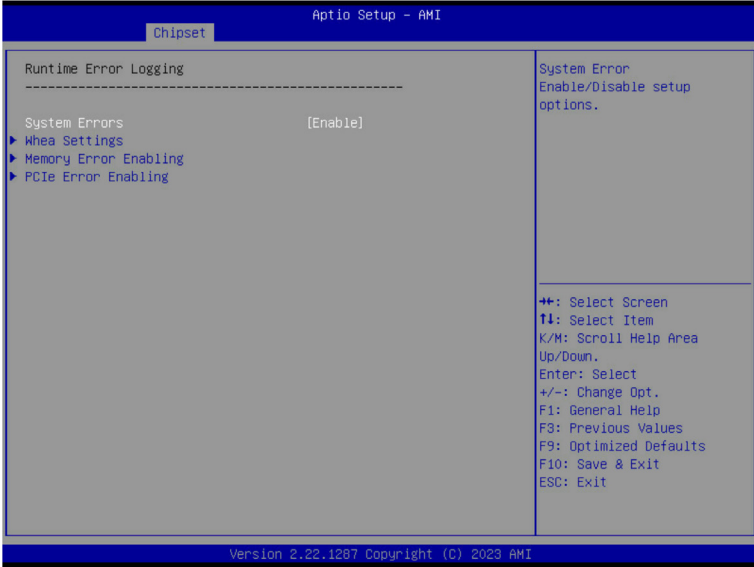 Aptio Setup – AMI
Chipset
Runtime Error Logging
--------------------------------------------------
System Errors [Enable]
Whea Settings
Memory Error Enabling
PCIe Error Enabling
System Error
Enable/Disable setup
options.
→←: Select Screen
↑↓: Select Item
K/M: Scroll Help Area
Up/Down.
Enter: Select
+/-: Change Opt.
F1: General Help
F3: Previous Values
F9: Optimized Defaults
F10: Save & Exit
ESC: Exit
Version 2.22.1287 Copyright (C) 2023 AMI